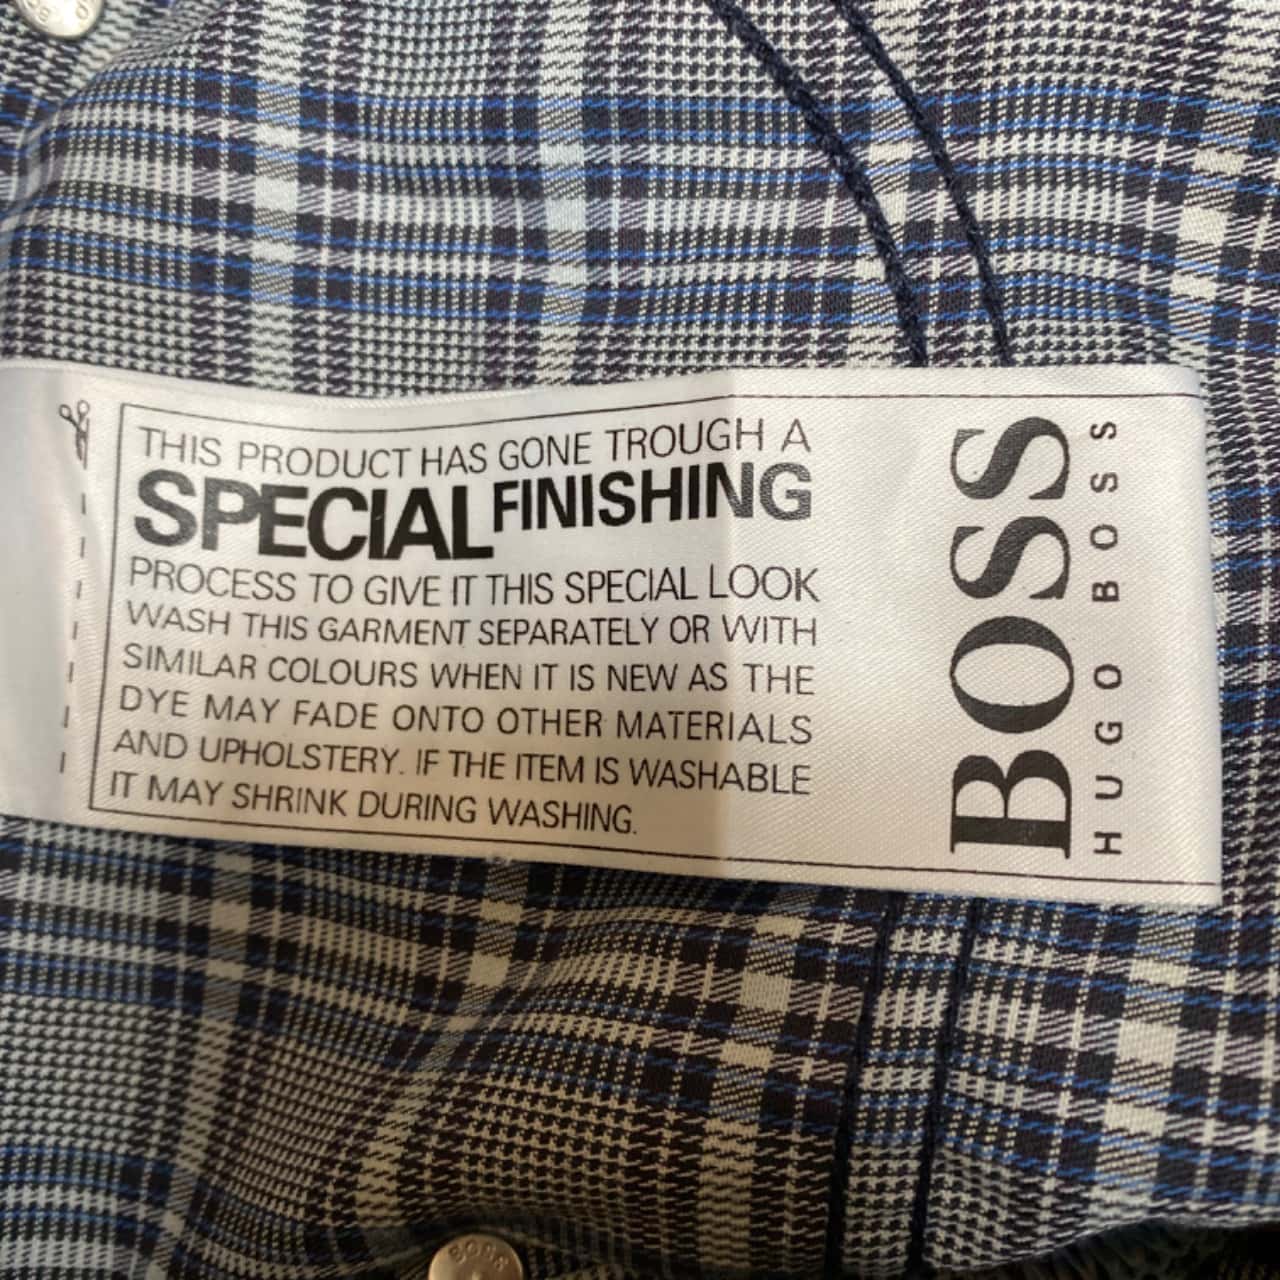 THIS PRODUCT HAS GONE TROUGH A
SPECIAL FINISHING
PROCESS TO GIVE IT THIS SPECIAL LOOK
WASH THIS GARMENT SEPARATELY OR WITH
SIMILAR COLOURS WHEN IT IS NEW AS THE
DYE MAY FADE ONTO OTHER MATERIALS
AND UPHOLSTERY. IF THE ITEM IS WASHABLE
IT MAY SHRINK DURING WASHING.
BOSS
HUGO BOSS
BOSS